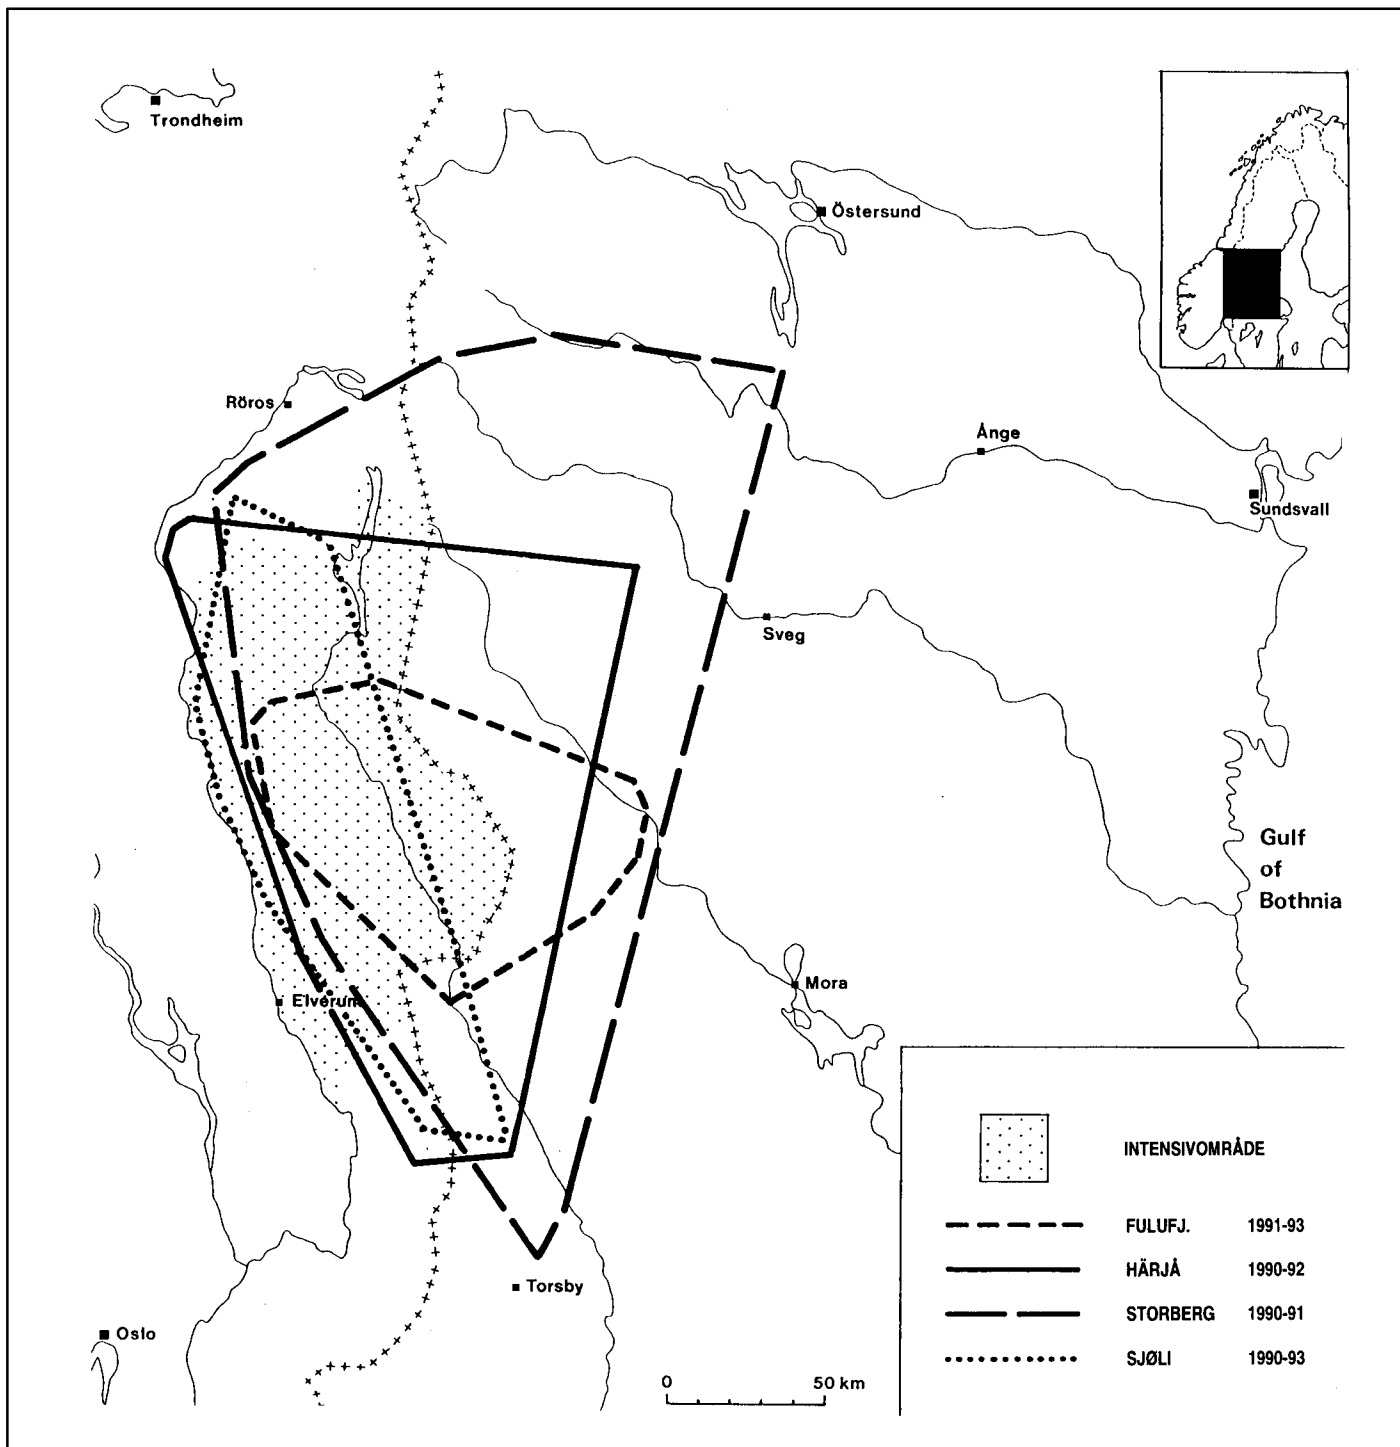 Trondheim
Östersund
Röros
Ånge
Sundsvall
Sveg
Gulf
of
Bothnia
Mora
Elverum
Torsby
Oslo
0 50 km
INTENSIVOMRÅDE
FULUFJ. 1991-93
HÄRJÅ 1990-92
STORBERG 1990-91
SJØLI 1990-93